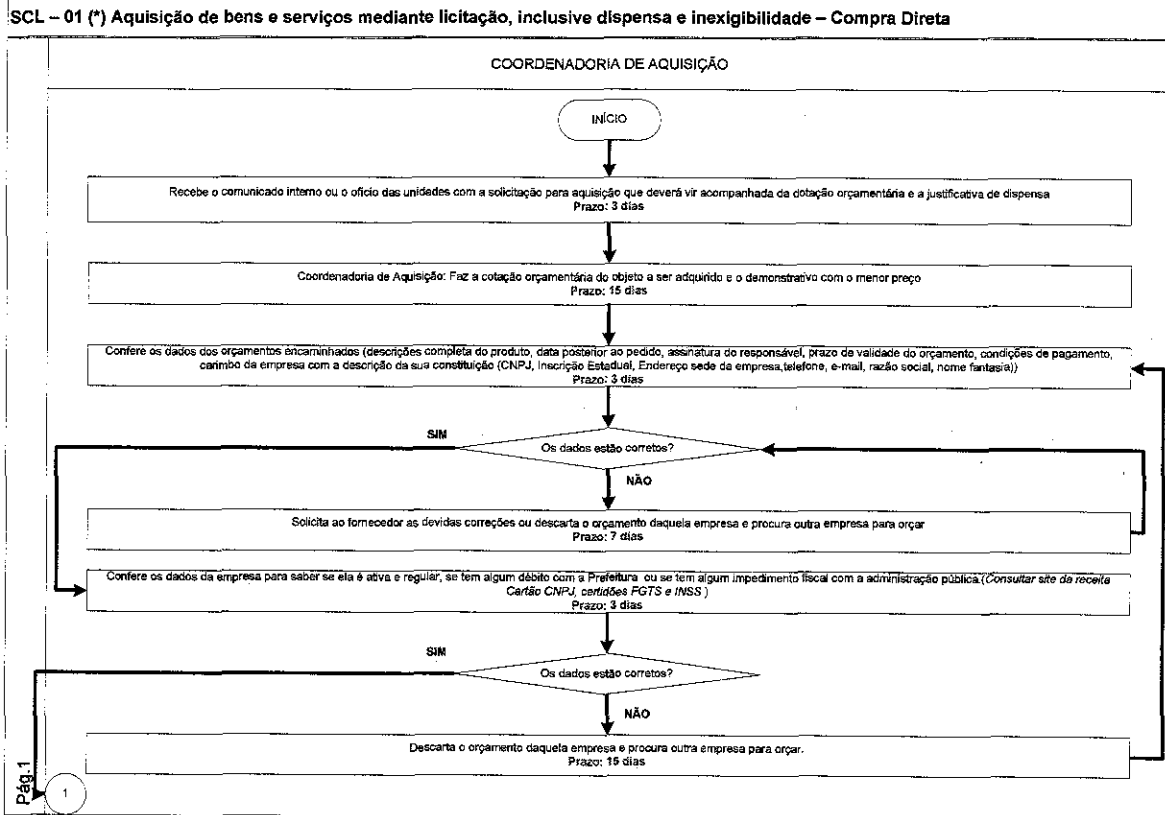 SCL – 01 (*) Aquisição de bens e serviços mediante licitação, inclusive dispensa e inexigibilidade – Compra Direta
COORDENADORIA DE AQUISIÇÃO
INÍCIO
Recebe o comunicado interno ou o ofício das unidades com a solicitação para aquisição que deverá vir acompanhada da dotação orçamentária e a justificativa de dispensa
Prazo: 3 dias
Coordenadoria de Aquisição: Faz a cotação orçamentária do objeto a ser adquirido e o demonstrativo com o menor preço
Prazo: 15 dias
Confere os dados dos orçamentos encaminhados (descrições completa do produto, data posterior ao pedido, assinatura do responsável, prazo de validade do orçamento, condições de pagamento,
carimbo da empresa com a descrição da sua constituição (CNPJ, Inscrição Estadual, Endereço sede da empresa,telefone, e-mail, razão social, nome fantasia))
Prazo: 3 dias
SIM
Os dados estão corretos?
NÃO
Solicita ao fornecedor as devidas correções ou descarta o orçamento daquela empresa e procura outra empresa para orçar
Prazo: 7 dias
Confere os dados da empresa para saber se ela é ativa e regular, se tem algum débito com a Prefeitura ou se tem algum impedimento fiscal com a administração pública.(Consultar site da receita
Cartão CNPJ, certidões FGTS e INSS )
Prazo: 3 dias
SIM
Os dados estão corretos?
NÃO
Descarta o orçamento daquela empresa e procura outra empresa para orçar.
Prazo: 15 dias
Pág.1
1